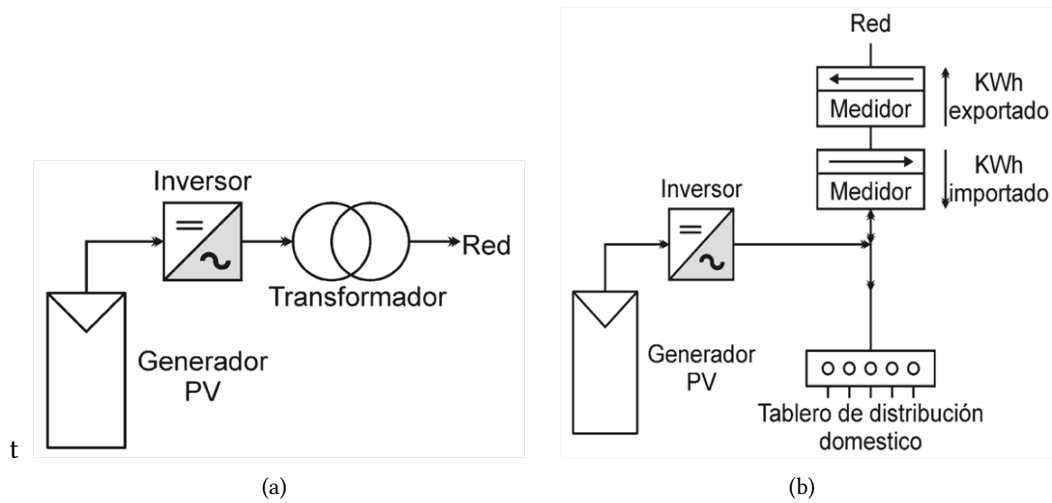 Inversor
Red
Transformador
Generador
PV
t
(a)
Red
Medidor
KWh
exportado
Medidor
KWh
importado
Inversor
Generador
PV
Tablero de distribución
domestico
(b)